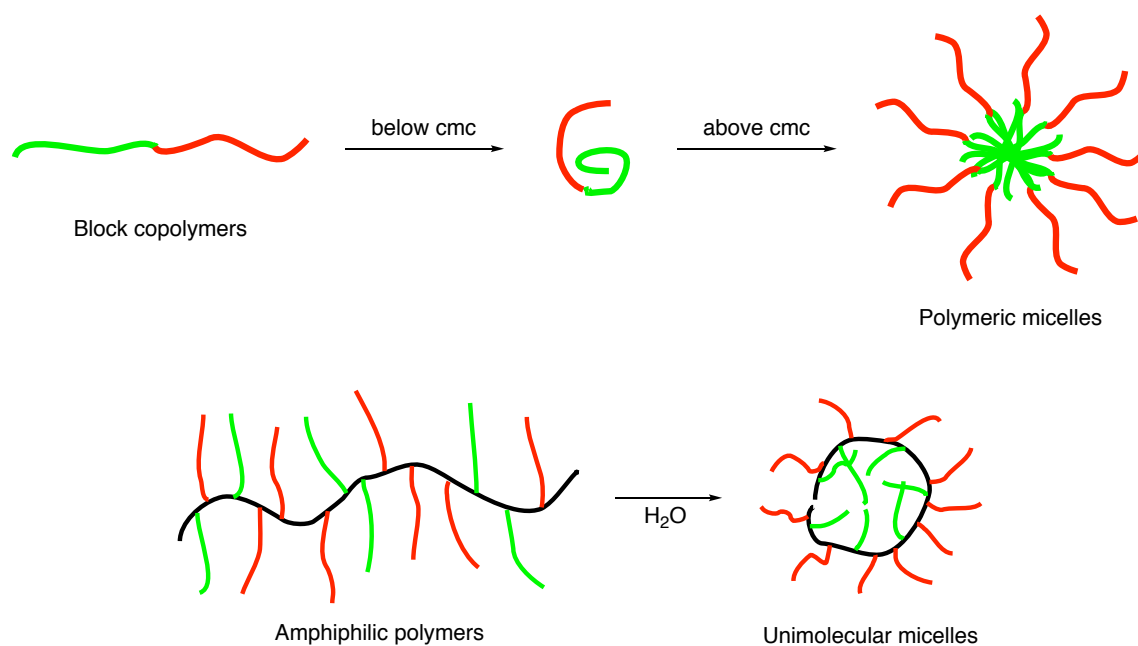 below cmc
above cmc
Block copolymers
Polymeric micelles
H₂O
Amphiphilic polymers
Unimolecular micelles